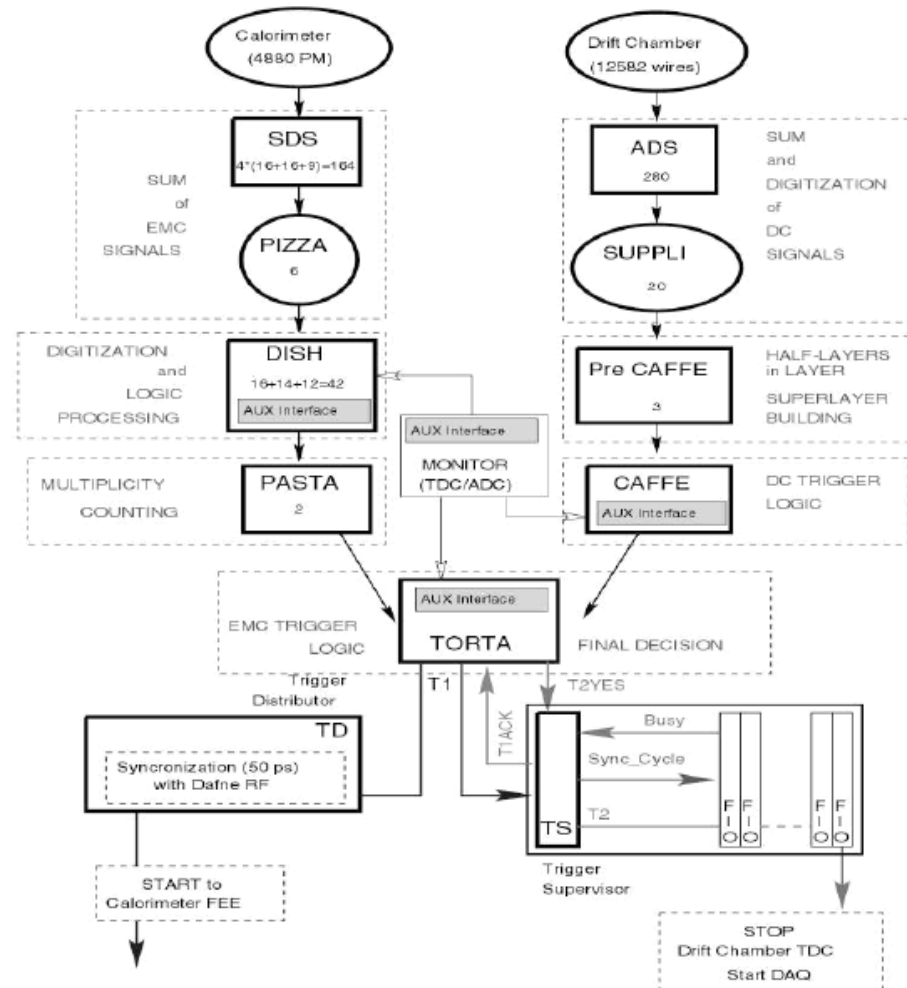 Calorimeter
(4880 PM)
Drift Chamber
(12582 wires)
SDS
4*(16+16+9)=164
SUM
of
EMC
SIGNALS
PIZZA
6
ADS
280
SUM
and
DIGITIZATION
of
DC
SIGNALS
SUPPLI
20
DIGITIZATION
and
LOGIC
PROCESSING
DISH
16+14+12=42
AUX Interface
Pre CAFFE
3
HALF-LAYERS
in LAYER
SUPERLAYER
BUILDING
AUX Interface
MONITOR
(TDC/ADC)
MULTIPLICITY
COUNTING
PASTA
2
CAFFE
AUX Interface
DC TRIGGER
LOGIC
AUX Interface
TORTA
EMC TRIGGER
LOGIC
FINAL DECISION
Trigger
Distributor
T1
T1ACK
T2YES
TD
Syncronization (50 ps)
with Dafne RF
Busy
Sync_Cycle
T2
TS
FIO
FIO
FIO
FIO
Trigger
Supervisor
START to
Calorimeter FEE
STOP
Drift Chamber TDC
Start DAQ